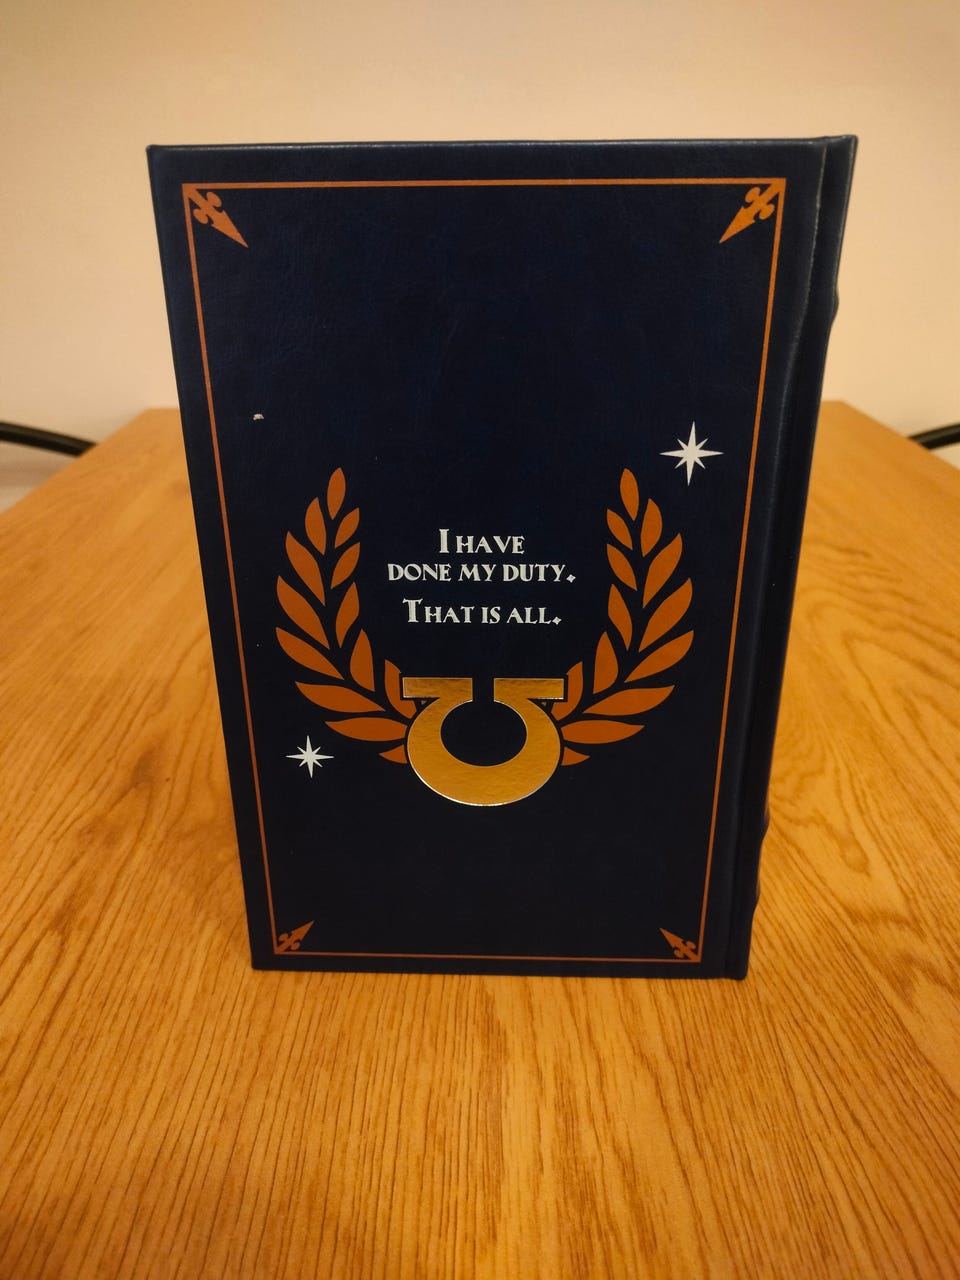 I HAVE
DONE MY DUTY.
THAT IS ALL.